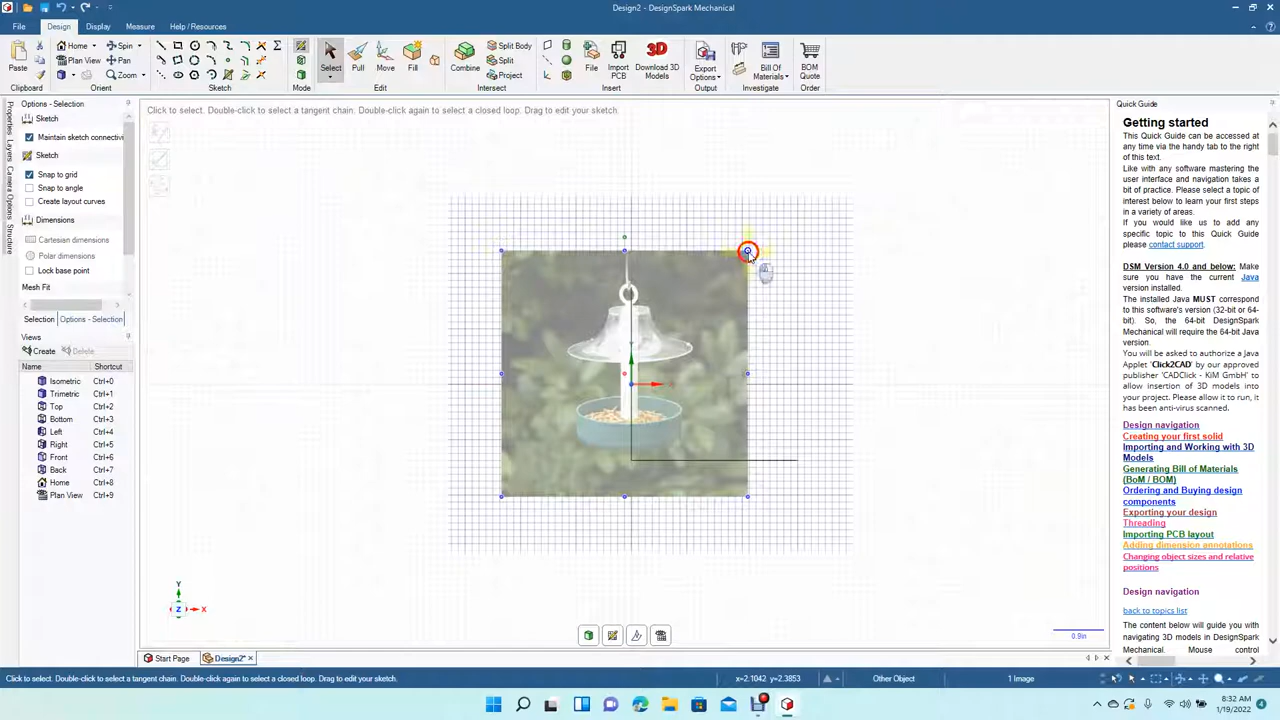 Design2 - DesignSpark Mechanical
File Design Display Measure Help / Resources
Paste
Home Spin
Plan View Pan
Zoom
Select Pull Move Fill
Combine
Split Body
Split
Project
File Import PCB Download 3D Models
Export Options
Bill Of Materials
BOM Quote
Clipboard Orient Sketch Mode Edit Intersect Insert Output Investigate Order
Properties Layers Camera Options Structure
Options - Selection
Sketch
Maintain sketch connectiv
Sketch
Snap to grid
Snap to angle
Create layout curves
Dimensions
Cartesian dimensions
Polar dimensions
Lock base point
Mesh Fit
Selection Options - Selection
Views
Create Delete
Name Shortcut
Isometric Ctrl+0
Trimetric Ctrl+1
Top Ctrl+2
Bottom Ctrl+3
Left Ctrl+4
Right Ctrl+5
Front Ctrl+6
Back Ctrl+7
Home Ctrl+8
Plan View Ctrl+9
Click to select. Double-click to select a tangent chain. Double-click again to select a closed loop. Drag to edit your sketch.
Y
Z X
0.9in
Quick Guide
Getting started
This Quick Guide can be accessed at
any time via the handy tab to the right
of this text.
Like with any software mastering the
user interface and navigation takes a
bit of practice. Please select a topic of
interest below to learn your first steps
in a variety of areas.
If you would like us to add any
specific topic to this Quick Guide
please contact support.
DSM Version 4.0 and below: Make
sure you have the current Java
version installed.
The installed Java MUST correspond
to this software's version (32-bit or 64-
bit). So, the 64-bit DesignSpark
Mechanical will require the 64-bit Java
version.
You will be asked to authorize a Java
Applet 'Click2CAD' by our approved
publisher 'CADClick - KiM GmbH' to
allow insertion of 3D models into
your project. Please allow it to run, it
has been anti-virus scanned.
Design navigation
Creating your first solid
Importing and Working with 3D
Models
Generating Bill of Materials
(BoM / BOM)
Ordering and Buying design
components
Exporting your design
Threading
Importing PCB layout
Adding dimension annotations
Changing object sizes and relative
positions
Design navigation
back to topics list
The content below will guide you with
navigating 3D models in DesignSpark
Mechanical. Mouse control
Start Page Design2*
Click to select. Double-click to select a tangent chain. Double-click again to select a closed loop. Drag to edit your sketch.
x=2.1042 y=2.3853
Other Object
1 Image
8:32 AM
1/19/2022